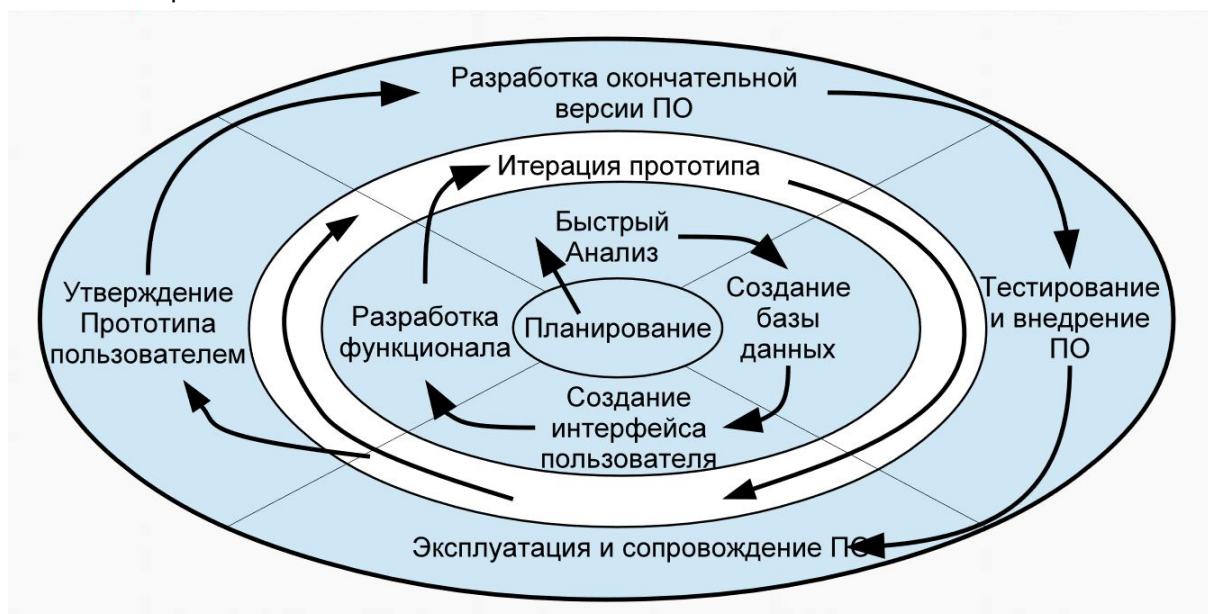 Разработка окончательной
версии ПО
Итерация прототипа
Быстрый
Анализ
Утверждение
Прототипа
пользователем
Разработка
функционала
Планирование
Создание
базы
данных
Тестирование
и внедрение
ПО
Создание
интерфейса
пользователя
Эксплуатация и сопровождение ПО